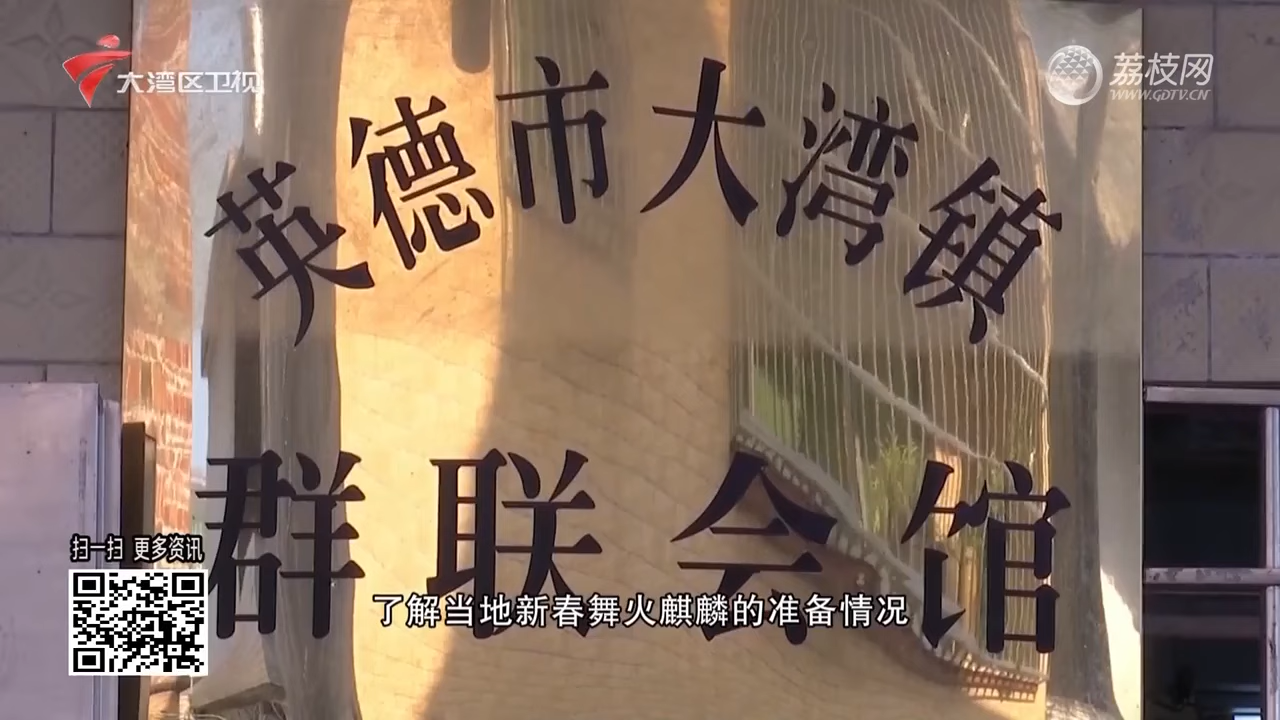 大湾区卫视
荔枝网
WWW.GDTV.CN
英德市大湾镇
群联会馆
扫一扫 更多资讯
了解当地新春舞火麒麟的准备情况